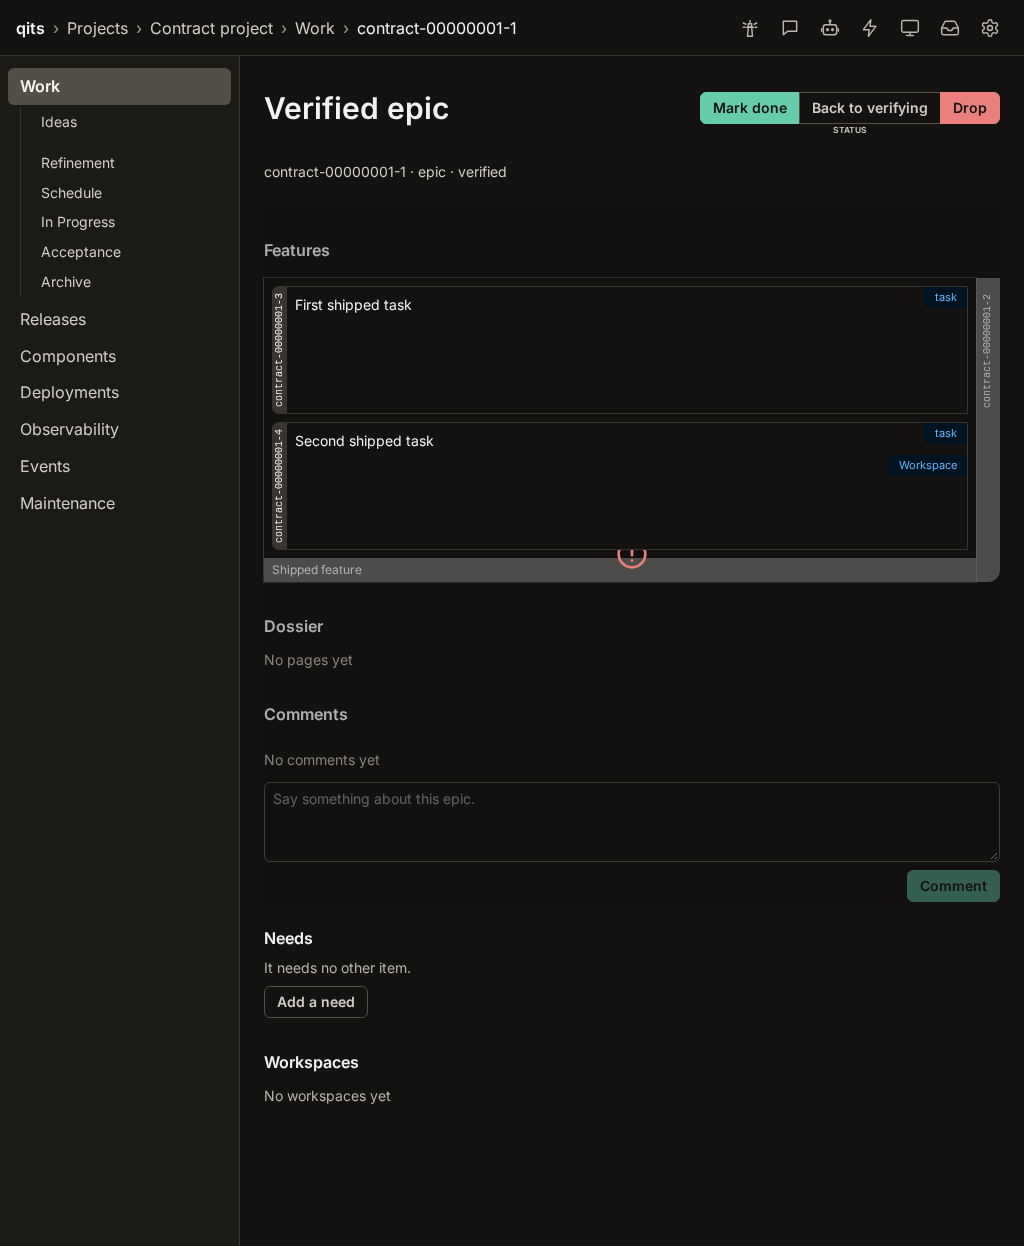 qits › Projects › Contract project › Work › contract-00000001-1
Work
Ideas
Refinement
Schedule
In Progress
Acceptance
Archive
Releases
Components
Deployments
Observability
Events
Maintenance
Verified epic
Mark done
Back to verifying
Drop
STATUS
contract-00000001-1 · epic · verified
Features
contract-00000001-3
First shipped task
task
contract-00000001-2
contract-00000001-4
Second shipped task
task
Workspace
Shipped feature
Dossier
No pages yet
Comments
No comments yet
Say something about this epic.
Comment
Needs
It needs no other item.
Add a need
Workspaces
No workspaces yet